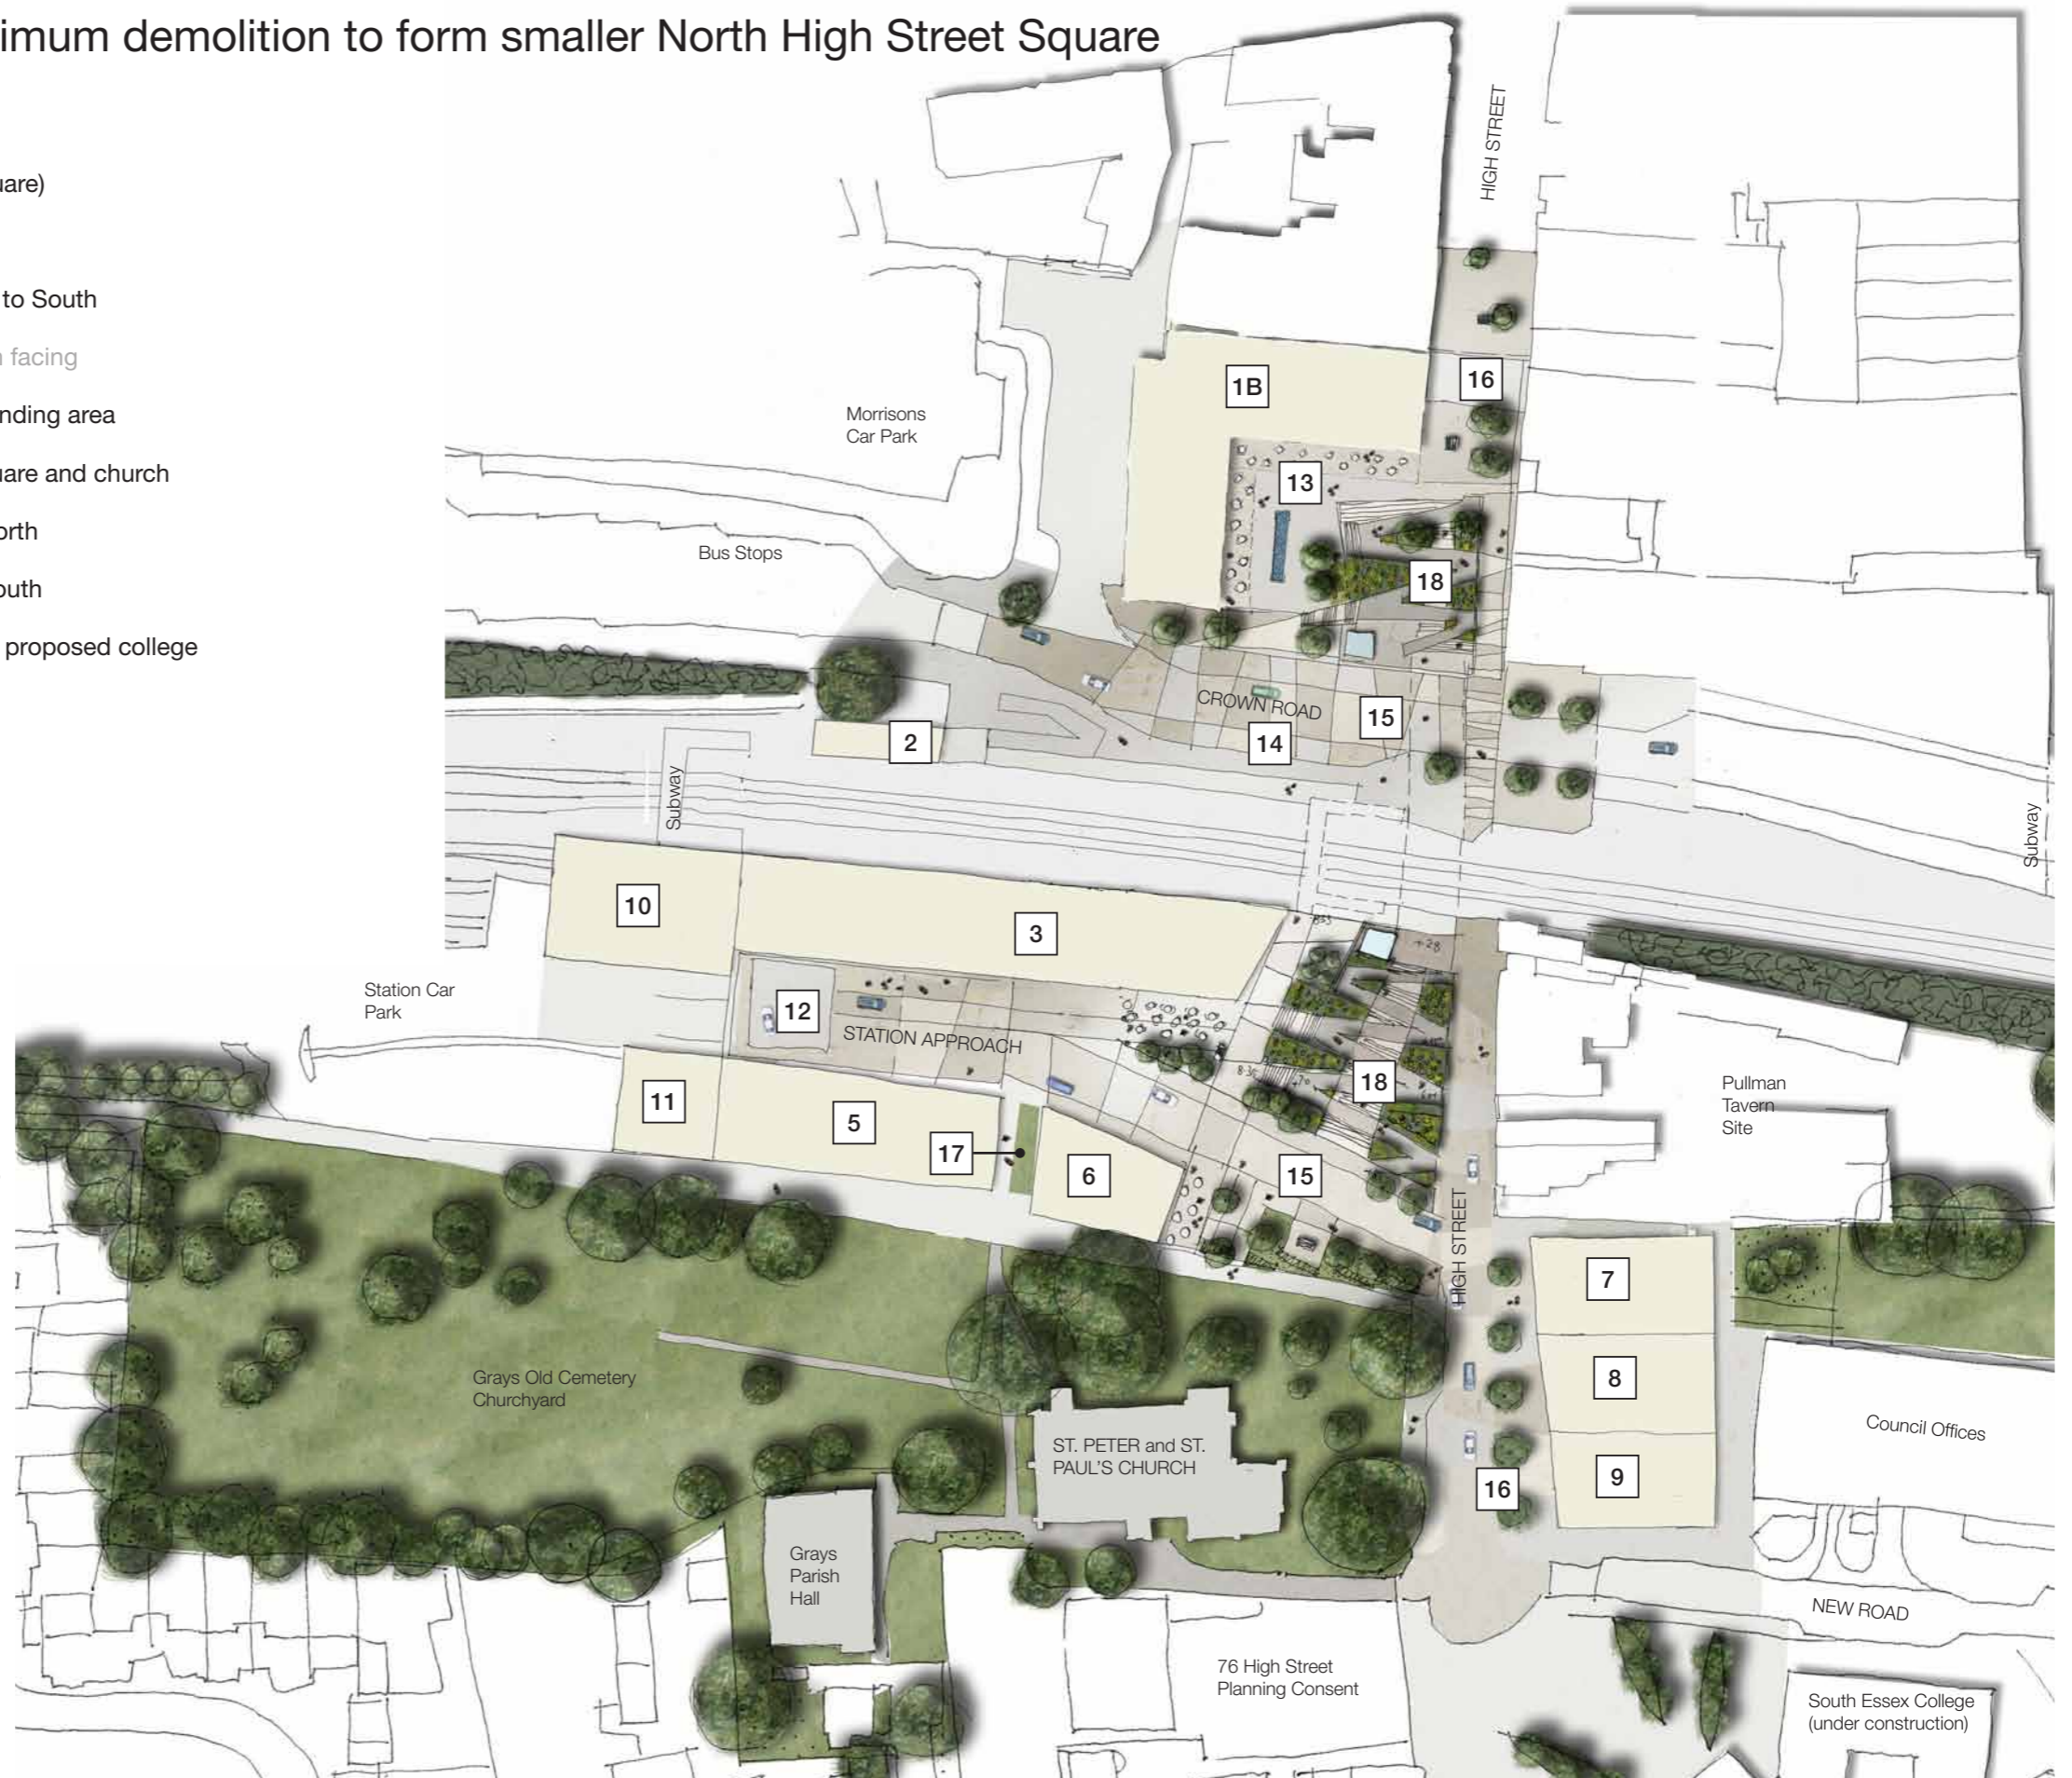 imum demolition to form smaller North High Street Square
uare)
to South
facing
nding area
uare and church
orth
outh
proposed college
HIGH STREET
1B
16
Morrisons
Car Park
13
Bus Stops
18
CROWN ROAD
15
2
14
Subway
Subway
10
3
Station Car
Park
12
STATION APPROACH
18
Pullman
Tavern
Site
11
5
17
6
15
HIGH STREET
7
8
Grays Old Cemetery
Churchyard
Council Offices
ST. PETER and ST.
PAUL'S CHURCH
9
16
Grays
Parish
Hall
NEW ROAD
76 High Street
Planning Consent
South Essex College
(under construction)